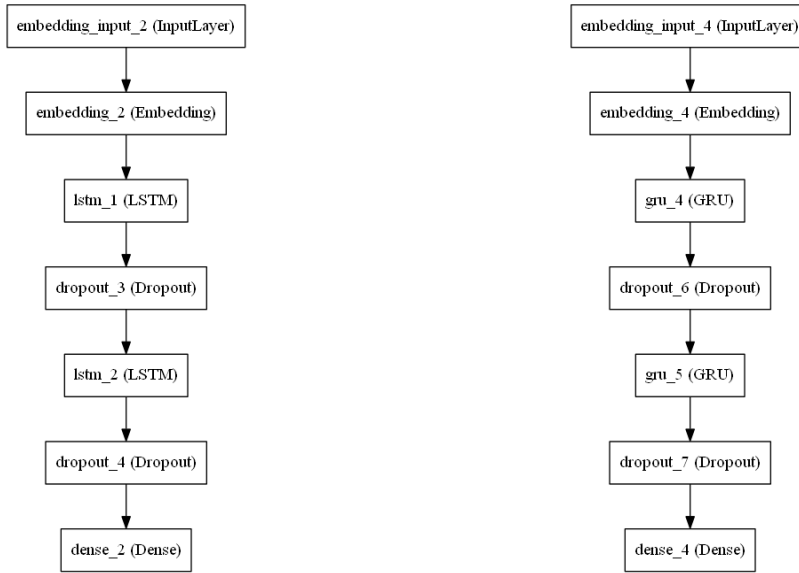 embedding_input_2 (InputLayer)
embedding_2 (Embedding)
lstm_1 (LSTM)
dropout_3 (Dropout)
lstm_2 (LSTM)
dropout_4 (Dropout)
dense_2 (Dense)
embedding_input_4 (InputLayer)
embedding_4 (Embedding)
gru_4 (GRU)
dropout_6 (Dropout)
gru_5 (GRU)
dropout_7 (Dropout)
dense_4 (Dense)